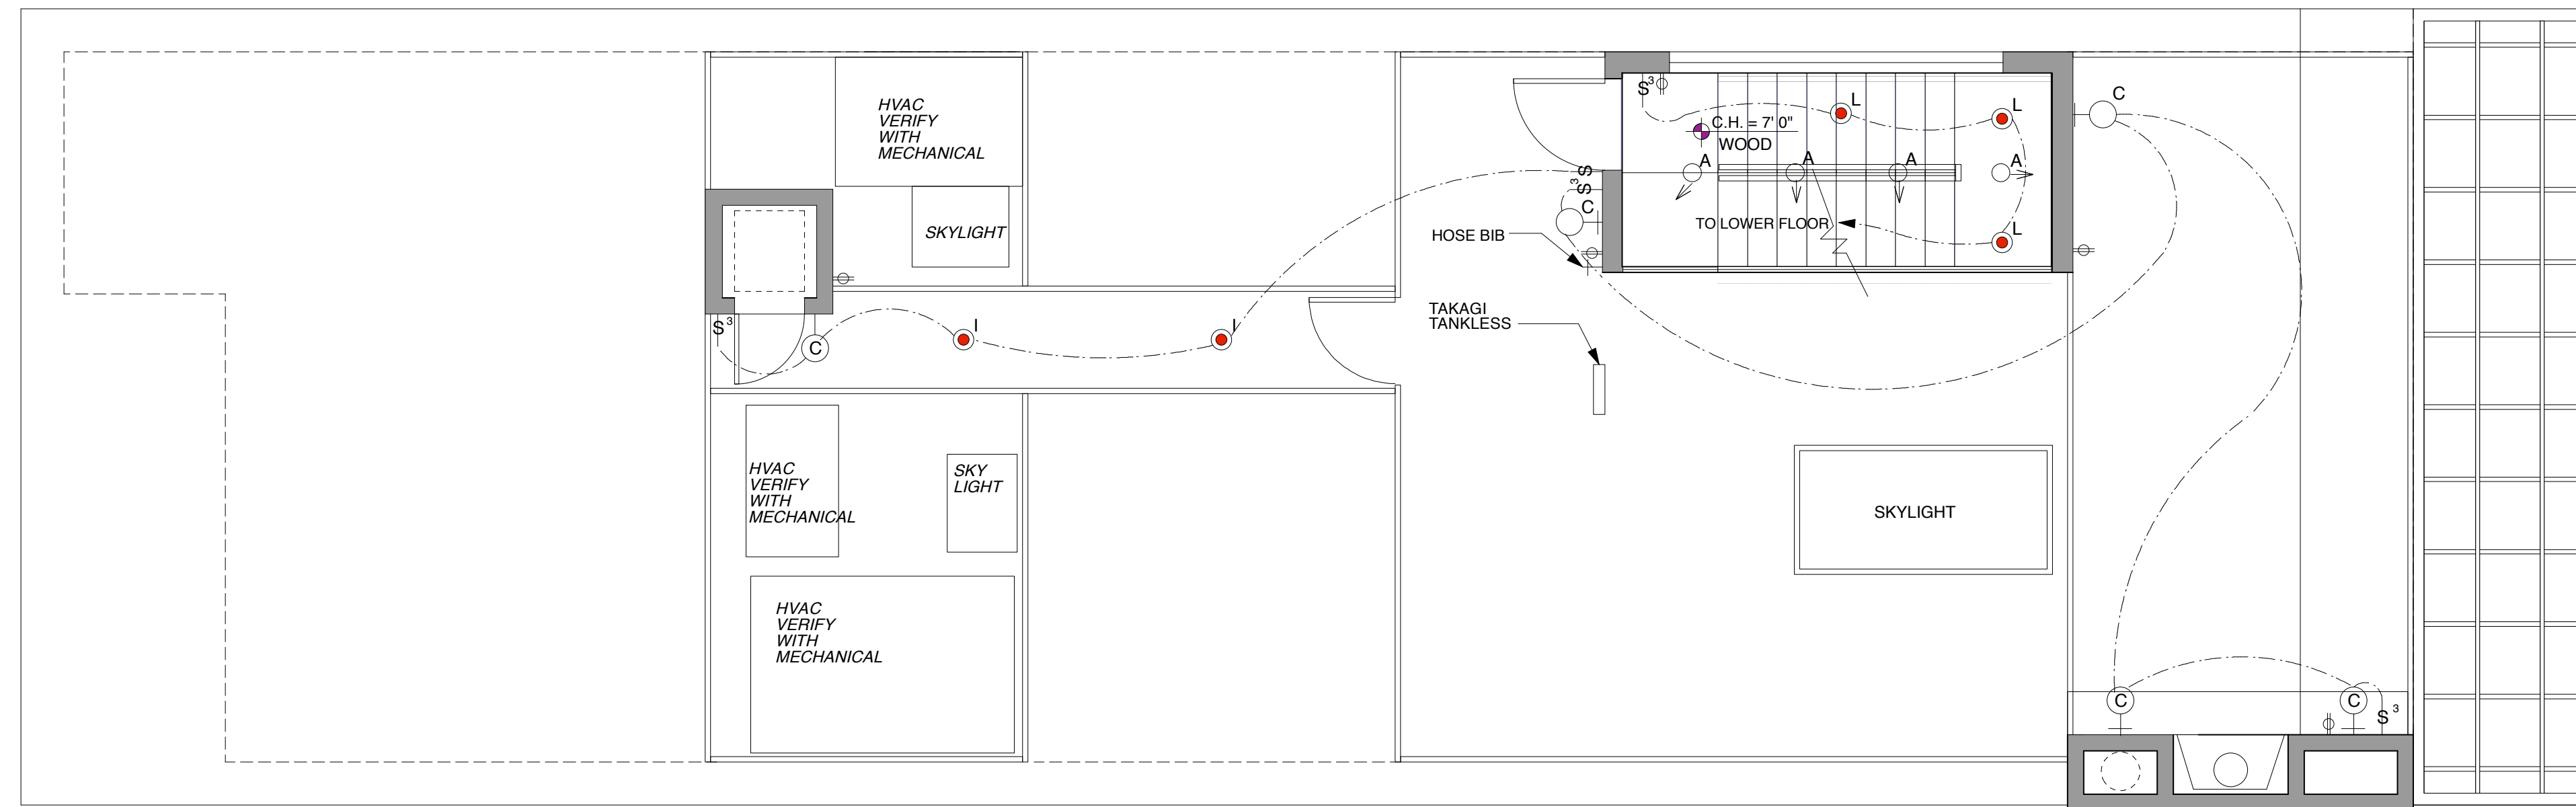 HVAC
VERIFY
WITH
MECHANICAL
SKYLIGHT
S3
C
I
I
HVAC
VERIFY
WITH
MECHANICAL
SKY
LIGHT
HVAC
VERIFY
WITH
MECHANICAL
S3
L
L
C
C.H. = 7' 0"
WOOD
A
A
A
A
S
S3
C
TO LOWER FLOOR
L
HOSE BIB
TAKAGI
TANKLESS
SKYLIGHT
C
C
S3